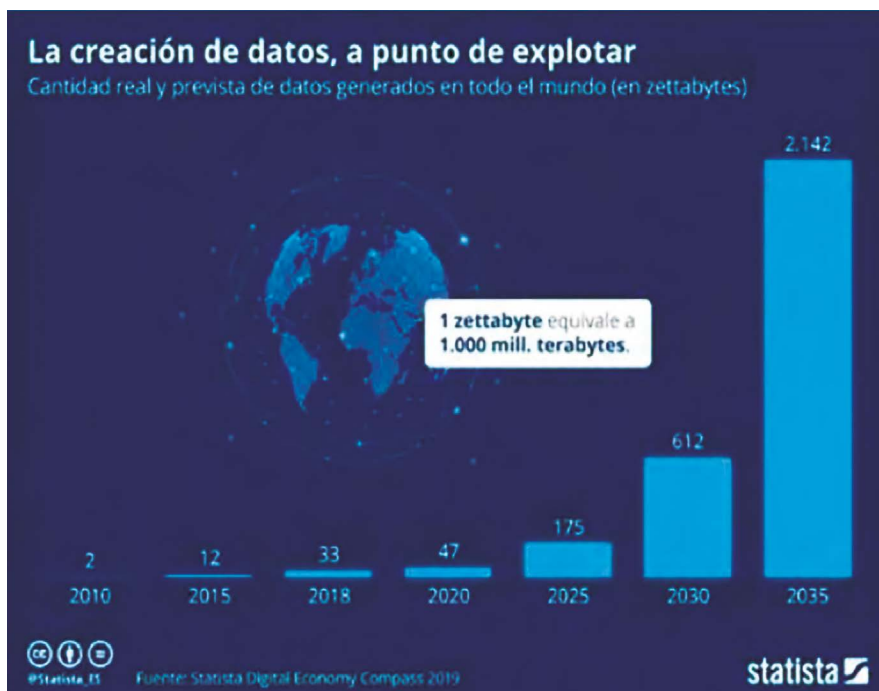 La creación de datos, a punto de explotar
Cantidad real y prevista de datos generados en todo el mundo (en zettabytes)
2.142
1 zettabyte equivale a
1.000 mill. terabytes.
612
175
47
33
12
2
2010 2015 2018 2020 2025 2030 2035
@Statista_ES Fuente: Statista Digital Economy Compass 2019
statista